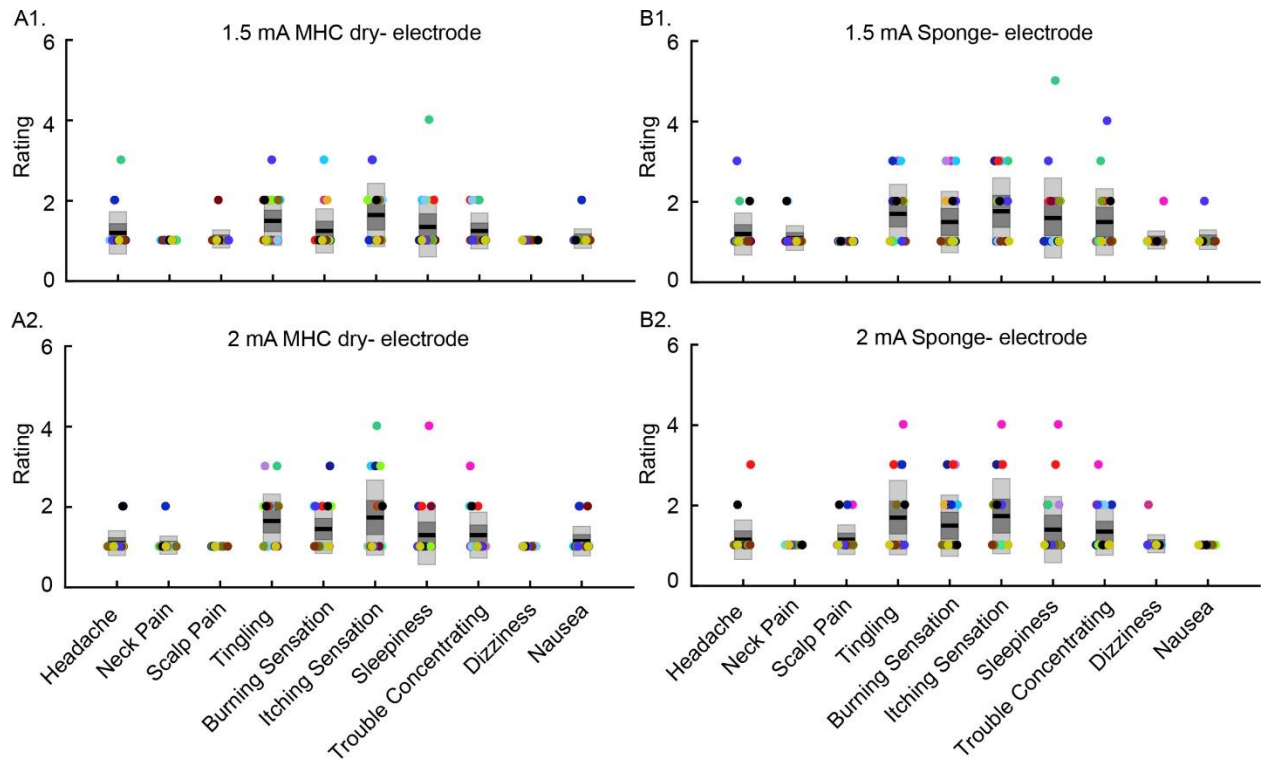 A1.
1.5 mA MHC dry- electrode
6
4
2
0
Rating
B1.
1.5 mA Sponge- electrode
6
4
2
0
Rating
A2.
2 mA MHC dry- electrode
6
4
2
0
Rating
Headache
Neck Pain
Scalp Pain
Tingling
Burning Sensation
Itching Sensation
Sleepiness
Trouble Concentrating
Dizziness
Nausea
B2.
2 mA Sponge- electrode
6
4
2
0
Rating
Headache
Neck Pain
Scalp Pain
Tingling
Burning Sensation
Itching Sensation
Sleepiness
Trouble Concentrating
Dizziness
Nausea